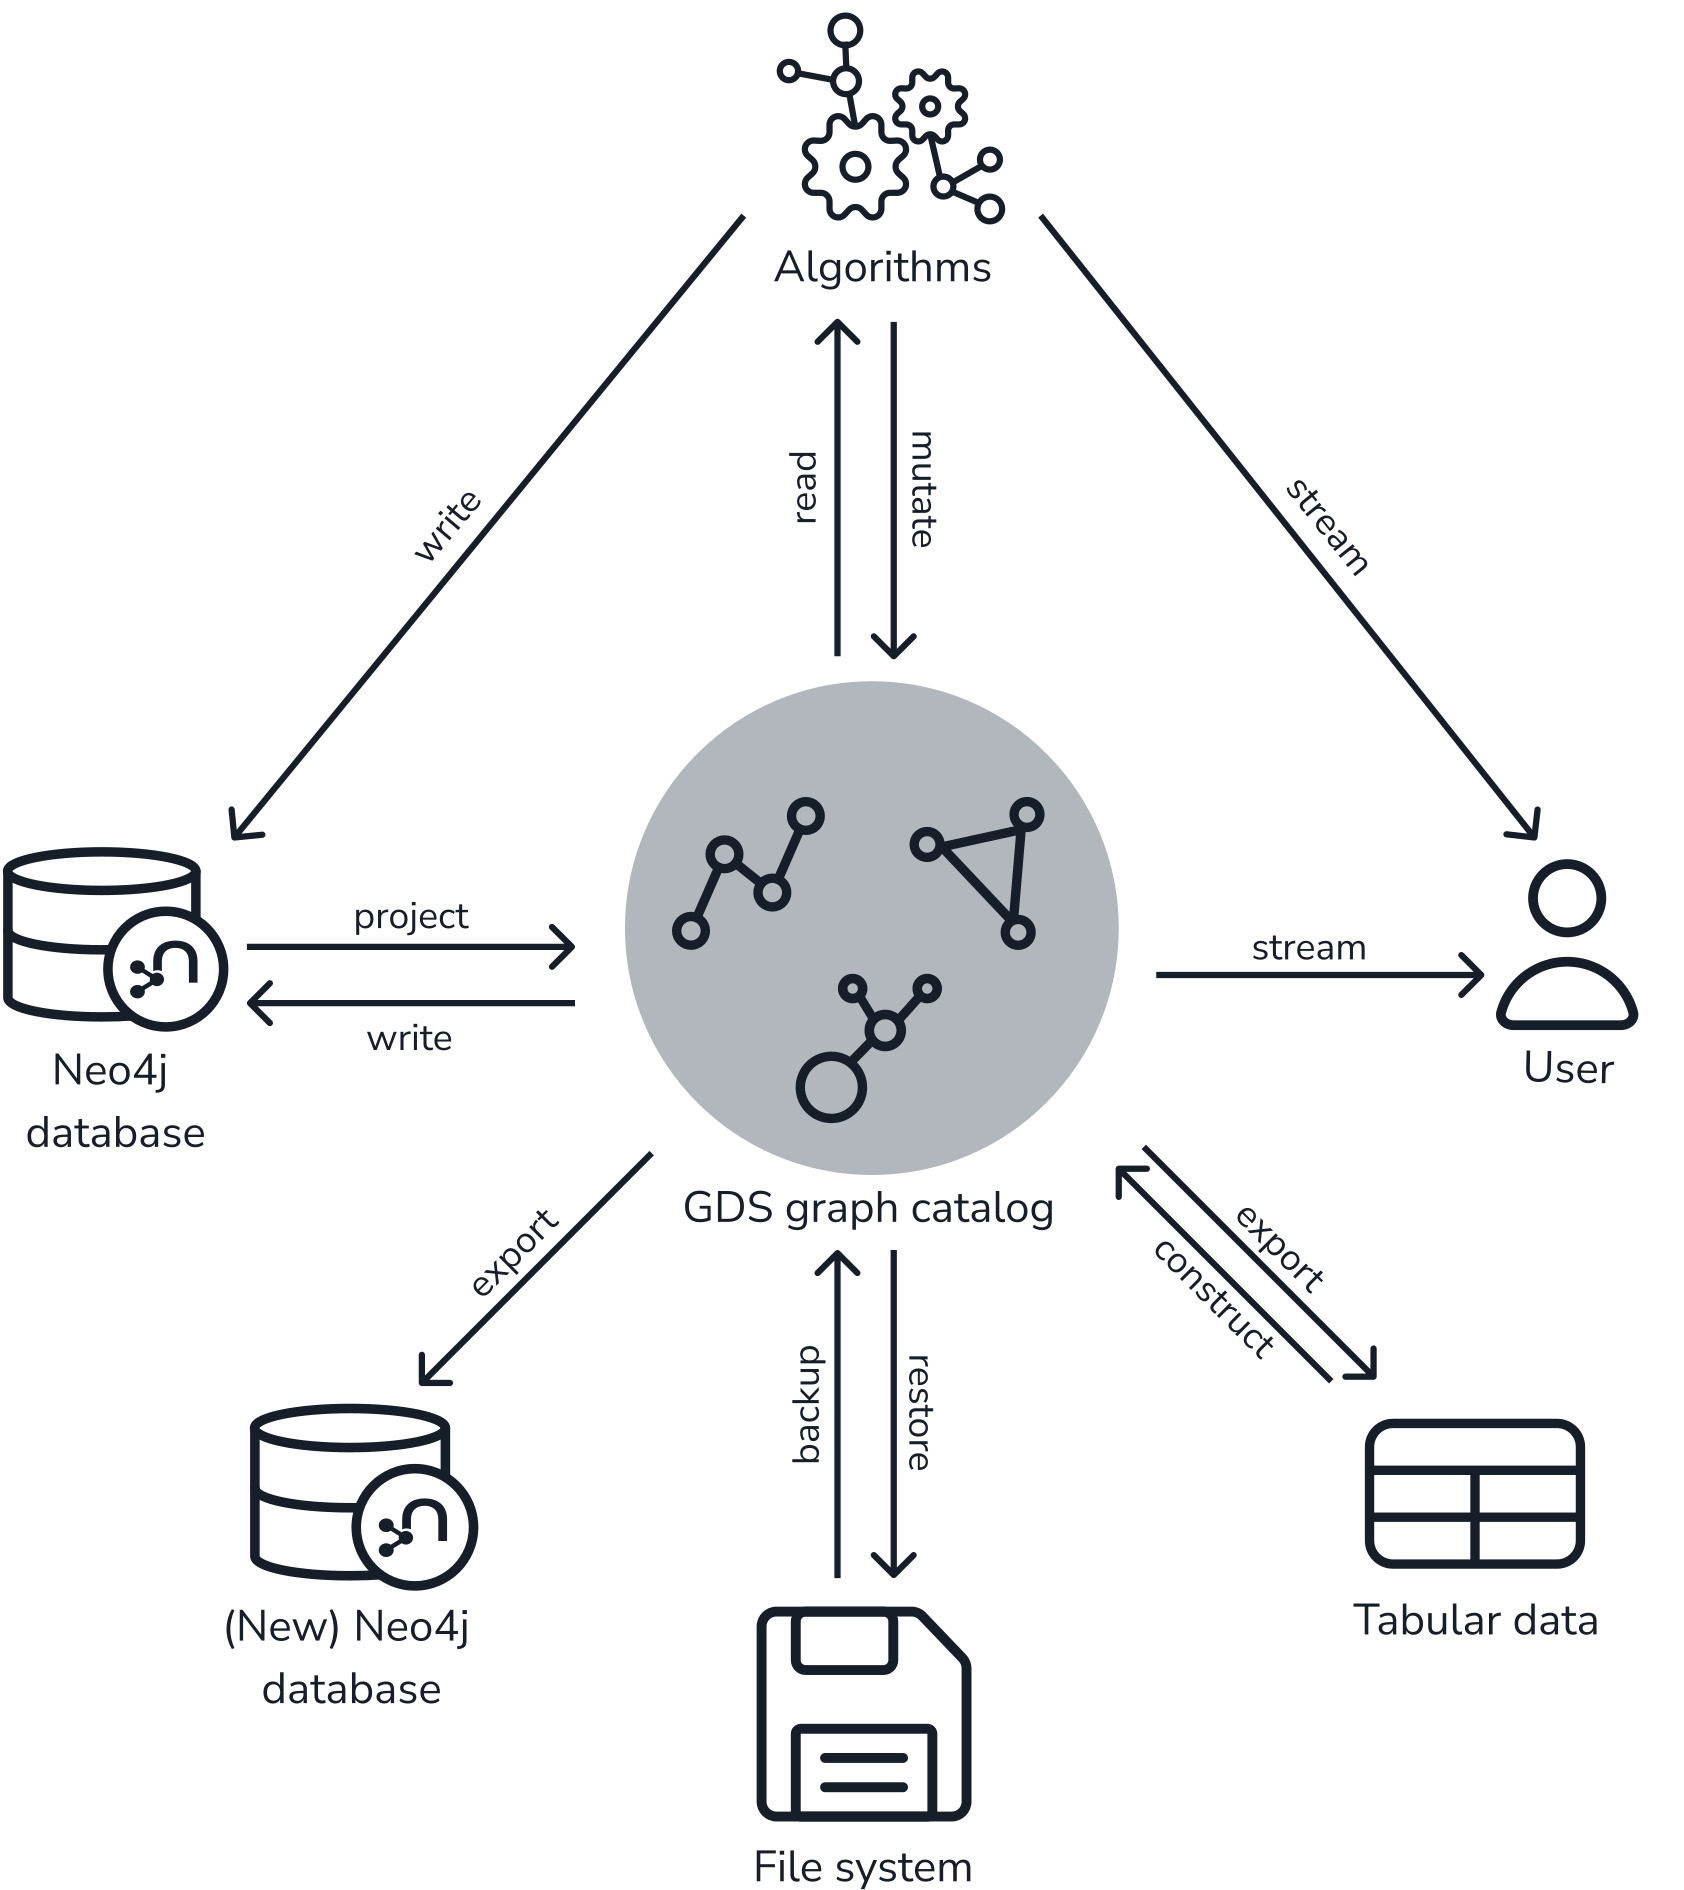 Algorithms
read
mutate
write
stream
project
write
stream
Neo4j
database
User
GDS graph catalog
export
export
construct
backup
restore
(New) Neo4j
database
Tabular data
File system